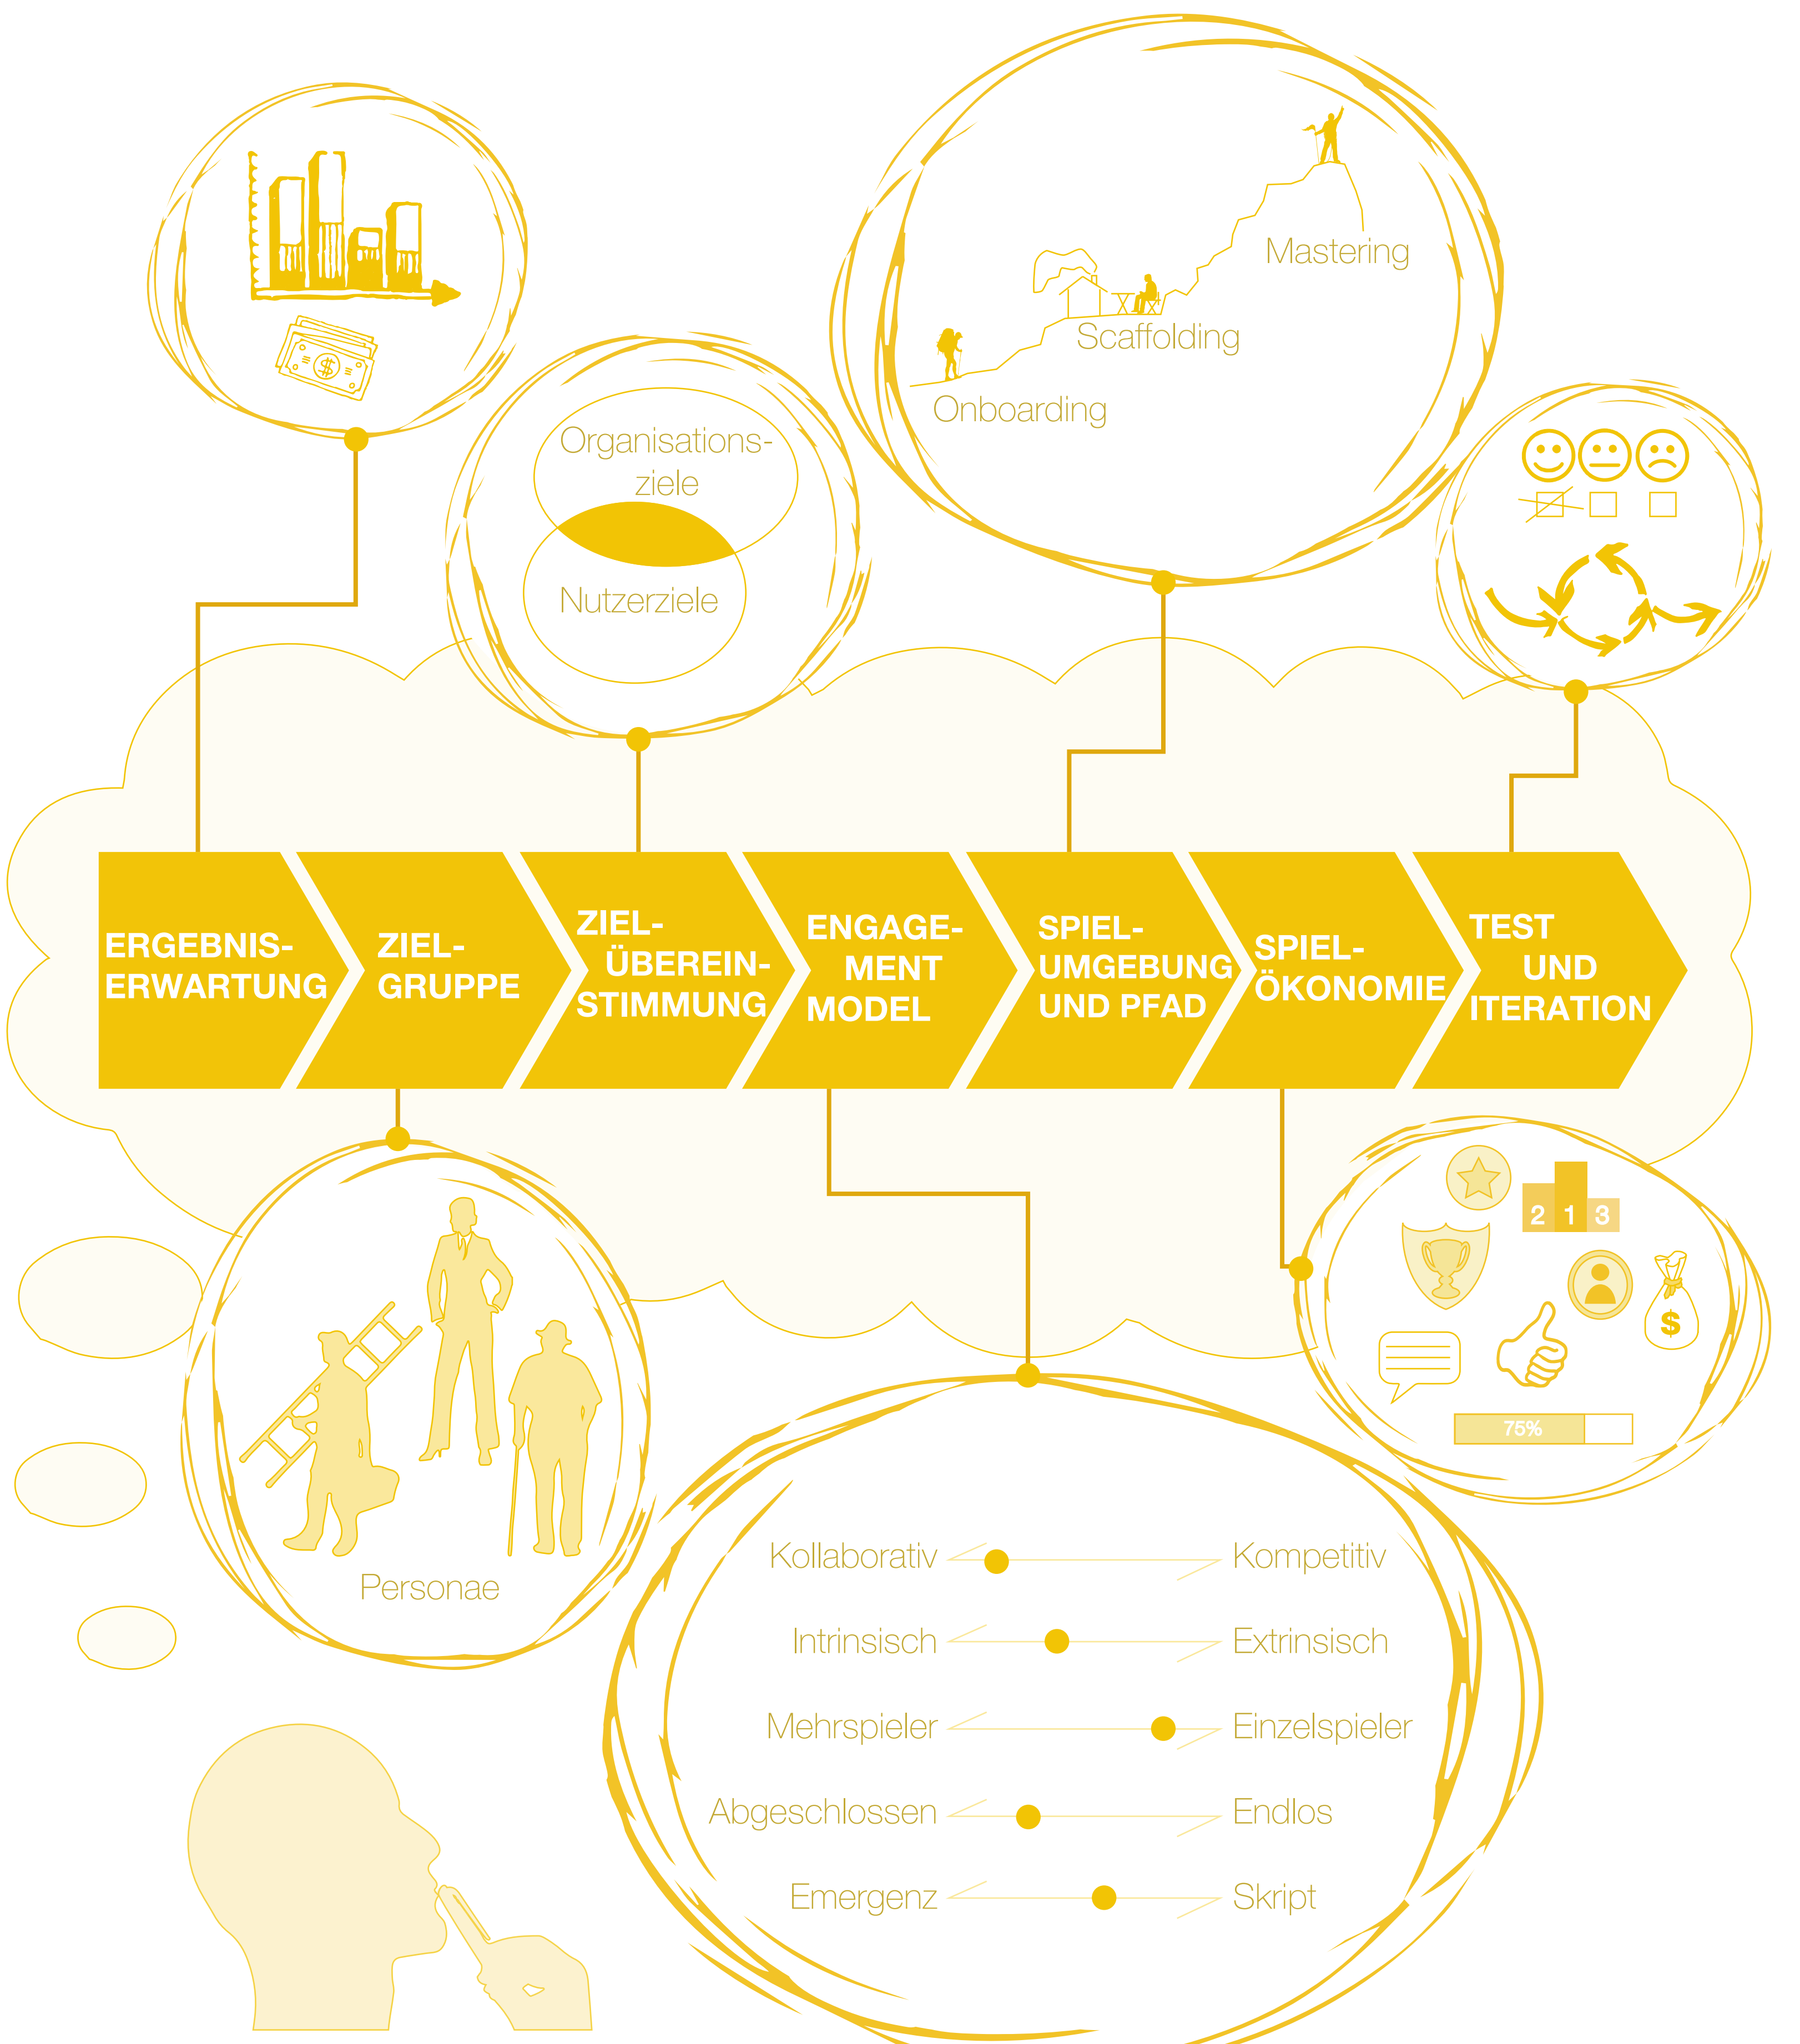 Mastering
Scaffolding
Onboarding
Organisations-
ziele
Nutzerziele
$
ERGEBNIS-
ERWARTUNG
ZIEL-
GRUPPE
ZIEL-
ÜBEREIN-
STIMMUNG
ENGAGE-
MENT
MODEL
SPIEL-
UMGEBUNG
UND PFAD
SPIEL-
ÖKONOMIE
TEST
UND
ITERATION
2 1 3
$
75%
Personae
Kollaborativ Kompetitiv
Intrinsisch Extrinsisch
Mehrspieler Einzelspieler
Abgeschlossen Endlos
Emergenz Skript